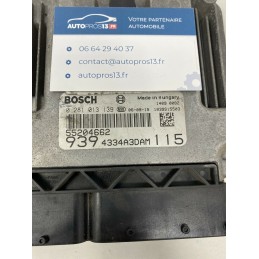 AUTOPROS13.FR
VOTRE PARTENAIRE
AUTOMOBILE
06 64 29 40 37
contact@autopros13.fr
autopros13.fr
BOSCH
Made in Hungary
0 281 013 139
55204662
939 4334A3DAM 115